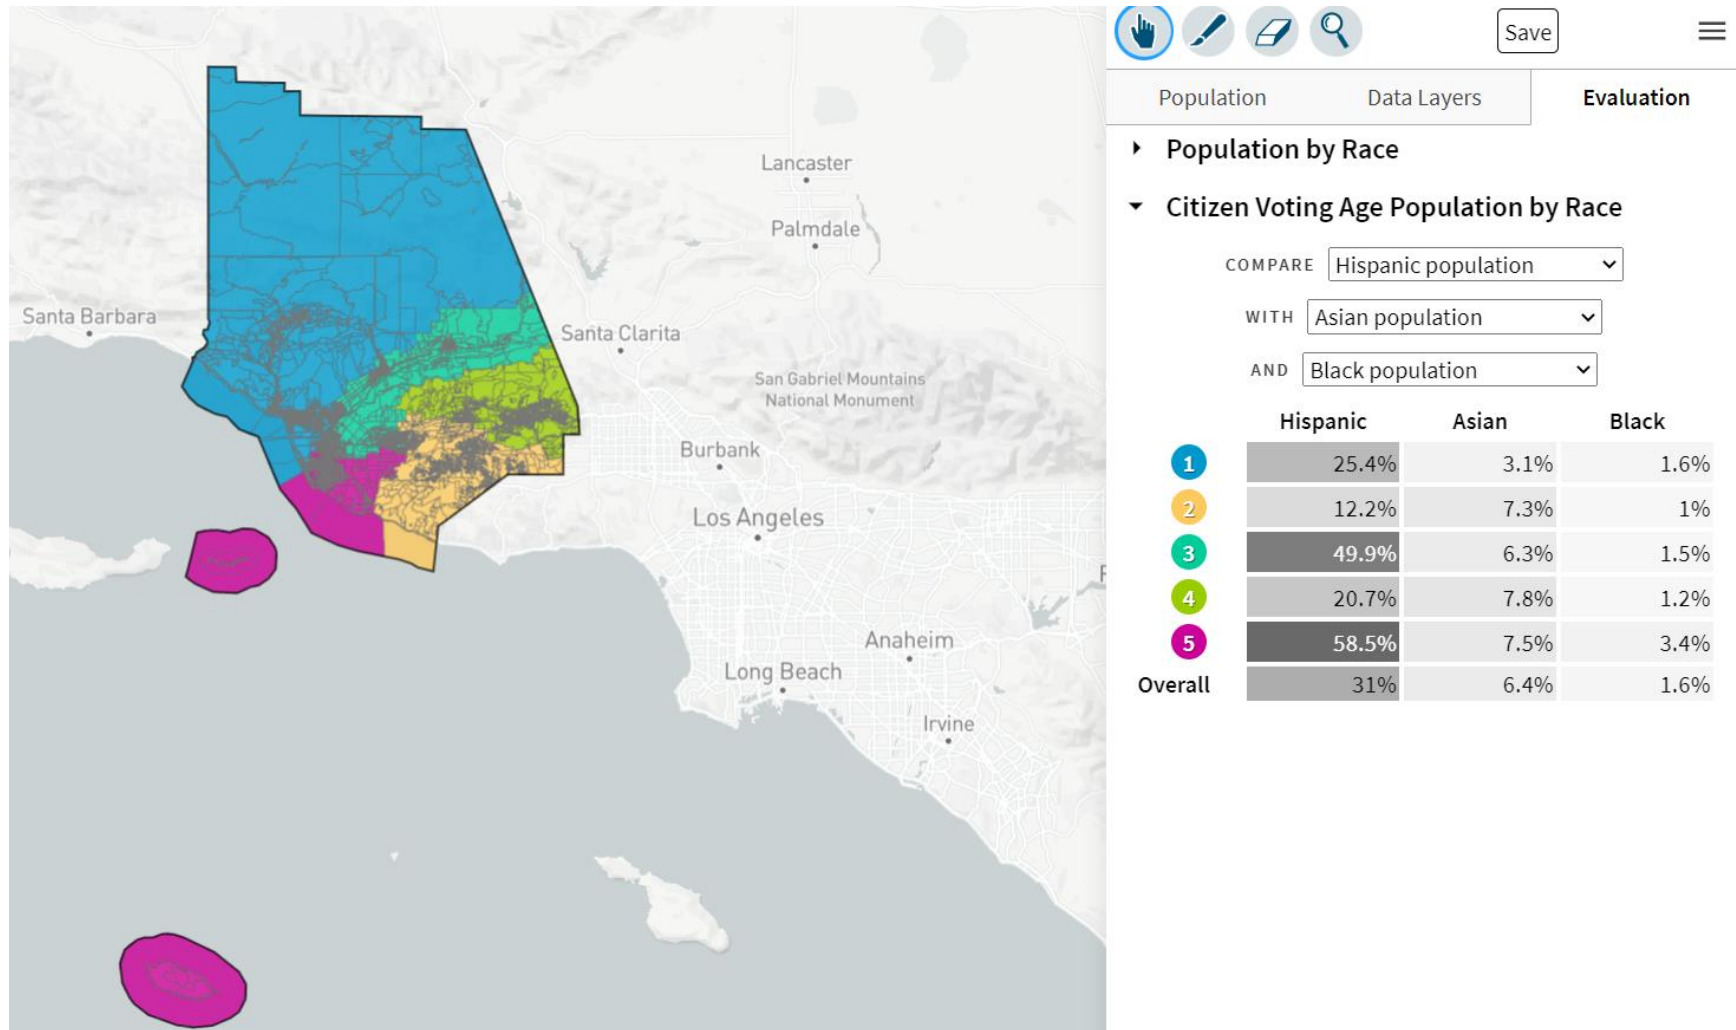 Lancaster
Palmdale
Santa Barbara
Santa Clarita
San Gabriel Mountains
National Monument
Burbank
Los Angeles
Anaheim
Long Beach
Irvine
Save
Population
Data Layers
Evaluation
Population by Race
Citizen Voting Age Population by Race
COMPARE Hispanic population
WITH Asian population
AND Black population
Hispanic Asian Black
1 25.4% 3.1% 1.6%
2 12.2% 7.3% 1%
3 49.9% 6.3% 1.5%
4 20.7% 7.8% 1.2%
5 58.5% 7.5% 3.4%
Overall 31% 6.4% 1.6%